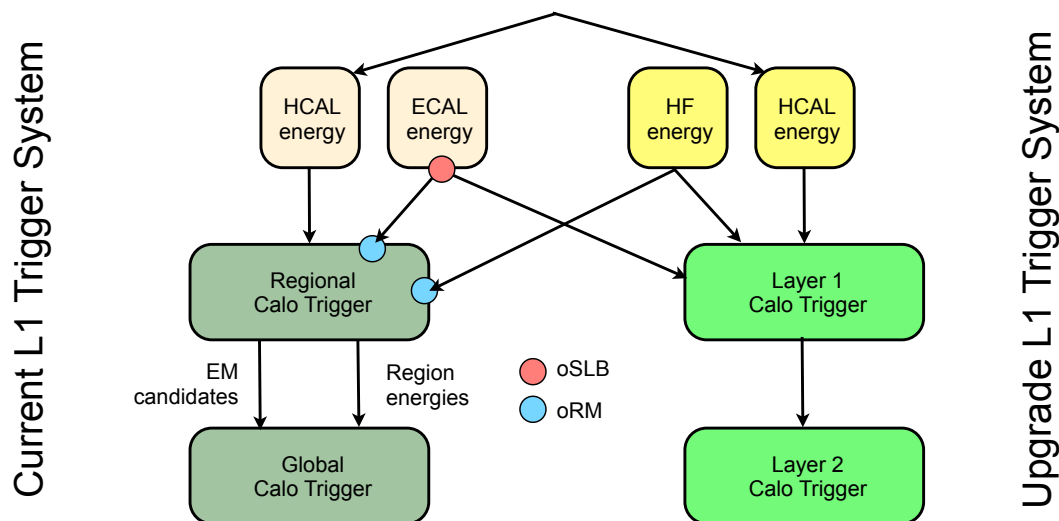 Current L1 Trigger System
HCAL
energy
ECAL
energy
HF
energy
HCAL
energy
Regional
Calo Trigger
Layer 1
Calo Trigger
EM
candidates
Region
energies
oSLB
oRM
Global
Calo Trigger
Layer 2
Calo Trigger
Upgrade L1 Trigger System